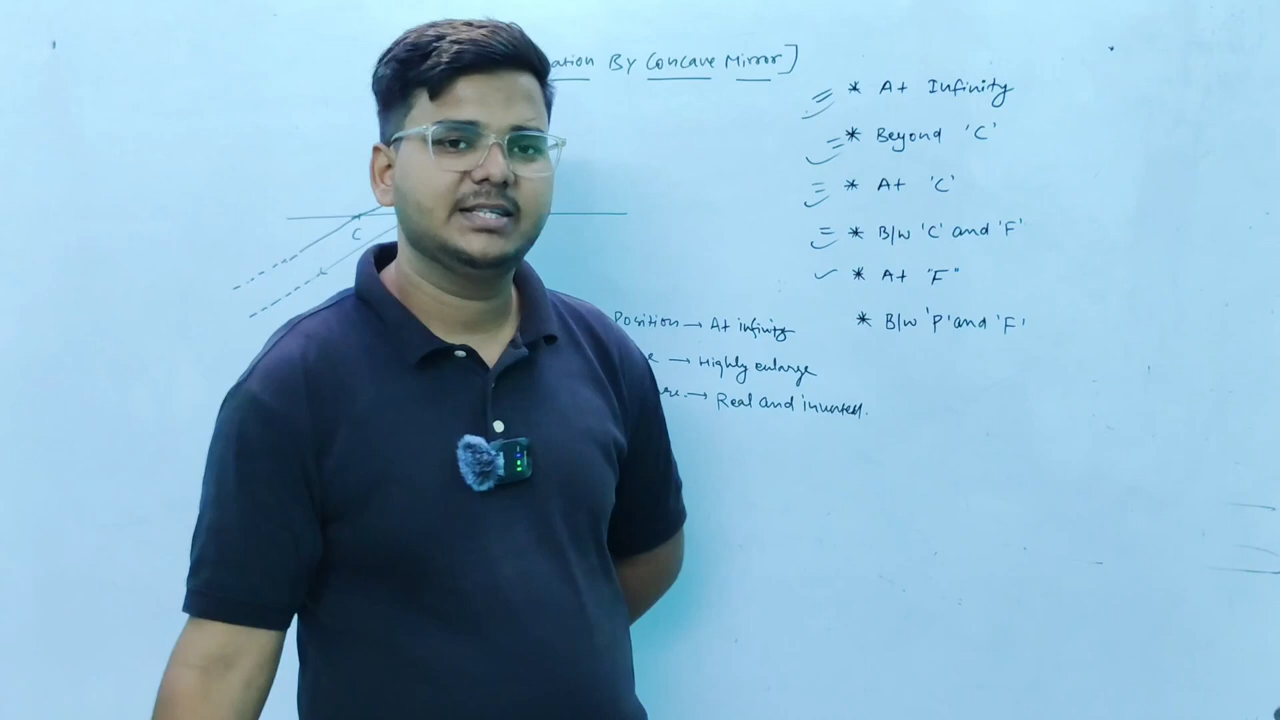 ation By Concave Mirror]
* At Infinity
* Beyond 'C'
* At 'C'
* B/w 'C' and 'F'
* At 'F"
* B/w 'P' and 'F'
C
Position → At infinity
e → Highly enlarge
ure. → Real and inverted.